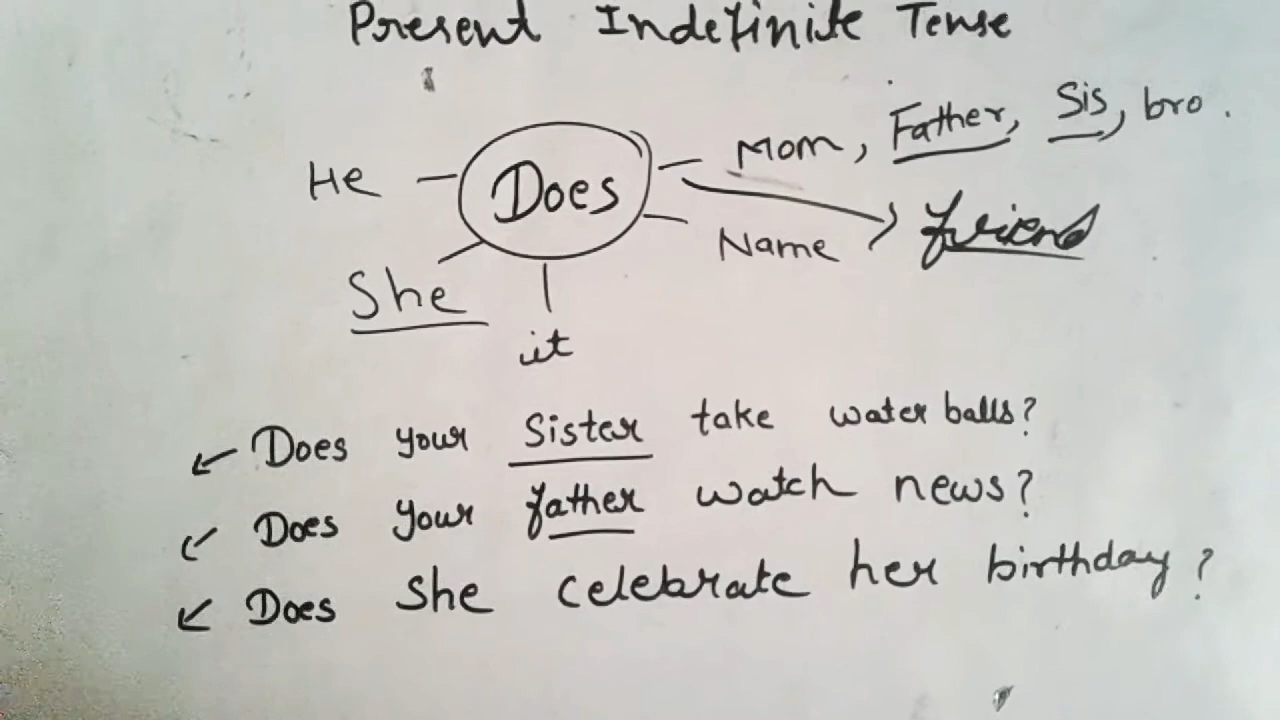 Present Indefinite Tense
Mom, Father, Sis, bro.
He
Does
Name
friend
She
it
Does your Sister take water balls?
Does your father watch news?
Does She celebrate her birthday?